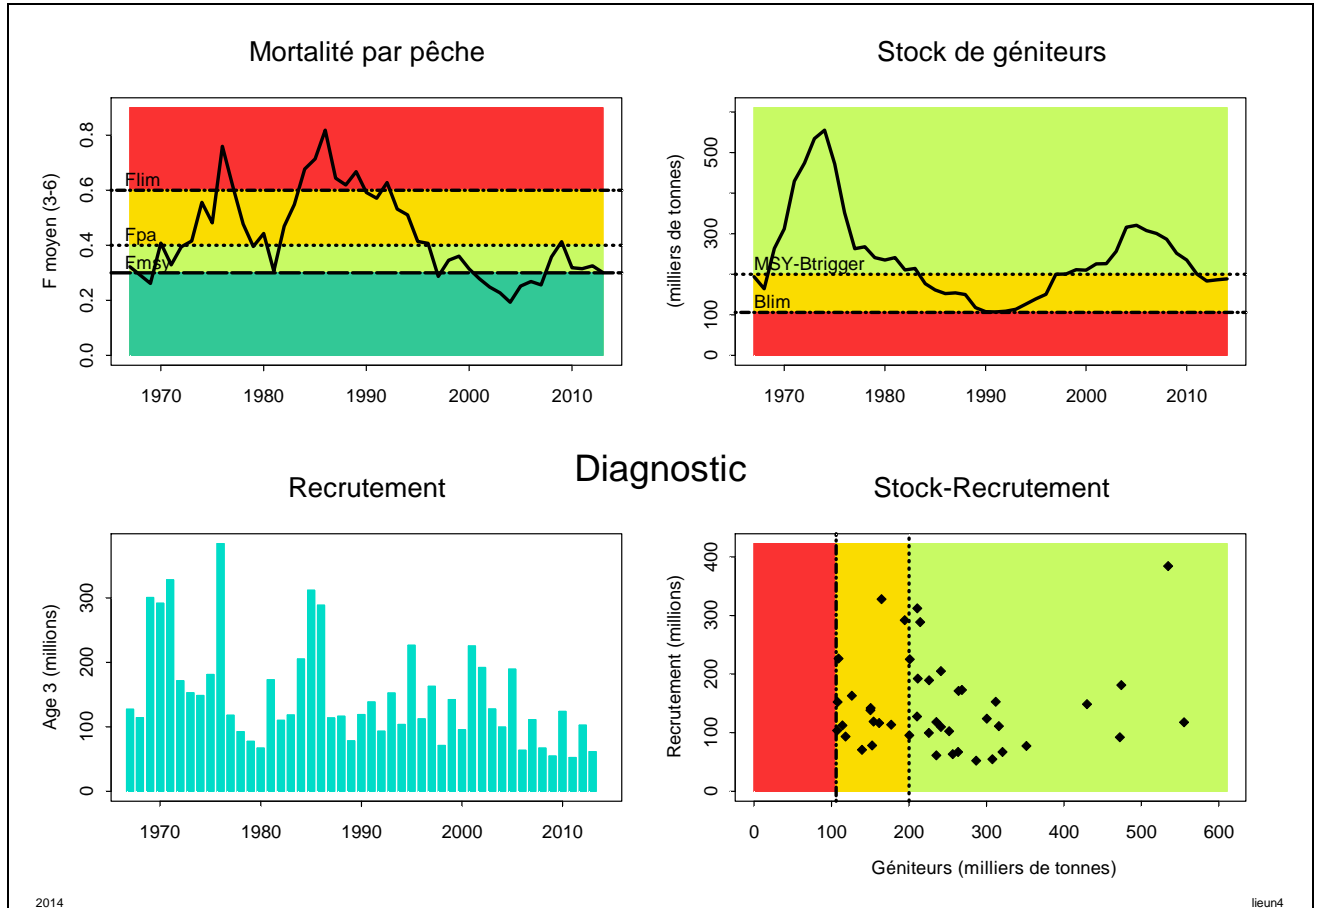 Mortalité par pêche
F moyen (3-6)
0.0 0.2 0.4 0.6 0.8
Flim
Fpa
Fmsy
1970 1980 1990 2000 2010
Stock de géniteurs
(milliers de tonnes)
0 100 300 500
MSY-Btrigger
Blim
1970 1980 1990 2000 2010
Diagnostic
Recrutement
Age 3 (millions)
0 100 200 300
1970 1980 1990 2000 2010
Stock-Recrutement
Recrutement (millions)
0 100 200 300 400
0 100 200 300 400 500 600
Géniteurs (milliers de tonnes)
2014
lieun4